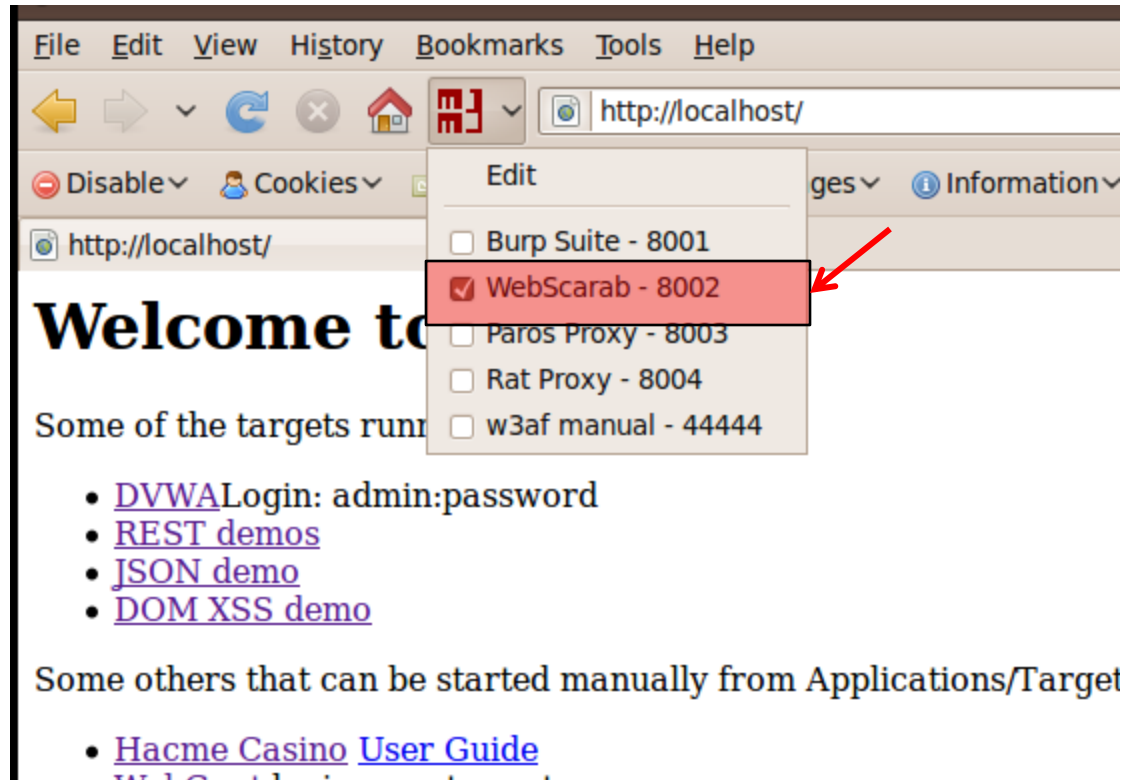 File Edit View History Bookmarks Tools Help
http://localhost/
Disable Cookies ges Information
Edit
http://localhost/
Burp Suite - 8001
WebScarab - 8002
Paros Proxy - 8003
Rat Proxy - 8004
w3af manual - 44444
Welcome to
Some of the targets runn
DVWALogin: admin:password
REST demos
JSON demo
DOM XSS demo
Some others that can be started manually from Applications/Target
Hacme Casino User Guide